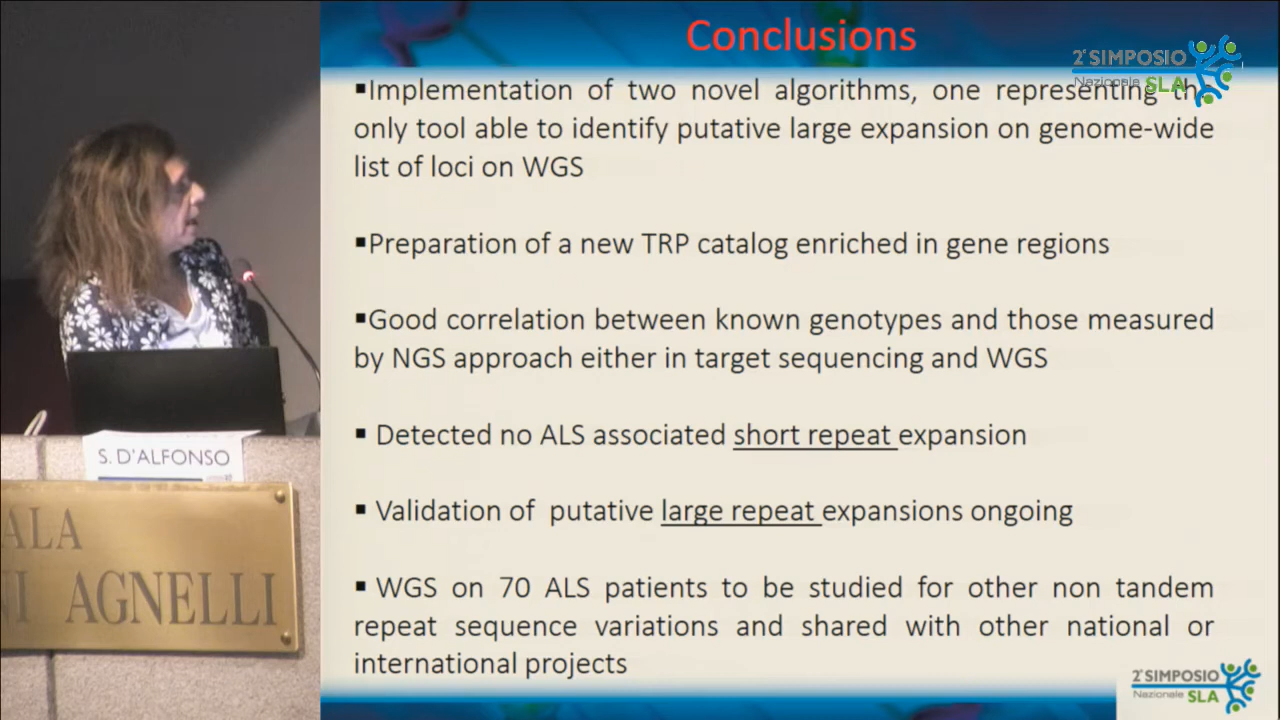 Conclusions
2° SIMPOSIO
Nazionale SLA
▪Implementation of two novel algorithms, one representing the
only tool able to identify putative large expansion on genome-wide
list of loci on WGS
▪Preparation of a new TRP catalog enriched in gene regions
▪Good correlation between known genotypes and those measured
by NGS approach either in target sequencing and WGS
▪ Detected no ALS associated short repeat expansion
▪ Validation of putative large repeat expansions ongoing
▪ WGS on 70 ALS patients to be studied for other non tandem
repeat sequence variations and shared with other national or
international projects
S. D'ALFONSO
ALA
NI AGNELLI
2° SIMPOSIO
Nazionale SLA